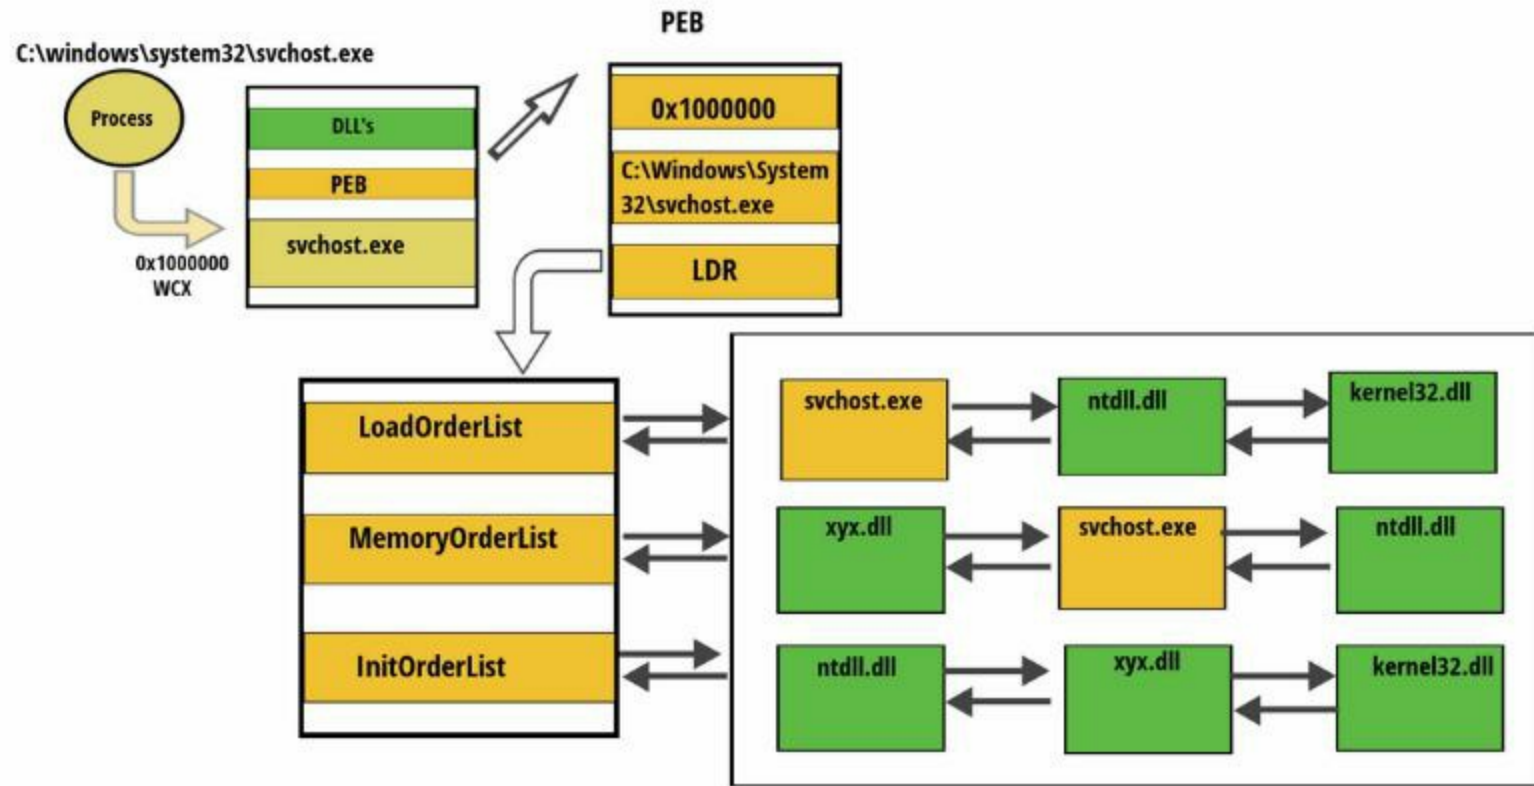 PEB
C:\windows\system32\svchost.exe
Process
DLL's
PEB
svchost.exe
0x1000000
WCX
0x1000000
C:\Windows\System
32\svchost.exe
LDR
LoadOrderList
MemoryOrderList
InitOrderList
svchost.exe
ntdll.dll
kernel32.dll
xyx.dll
svchost.exe
ntdll.dll
ntdll.dll
xyx.dll
kernel32.dll